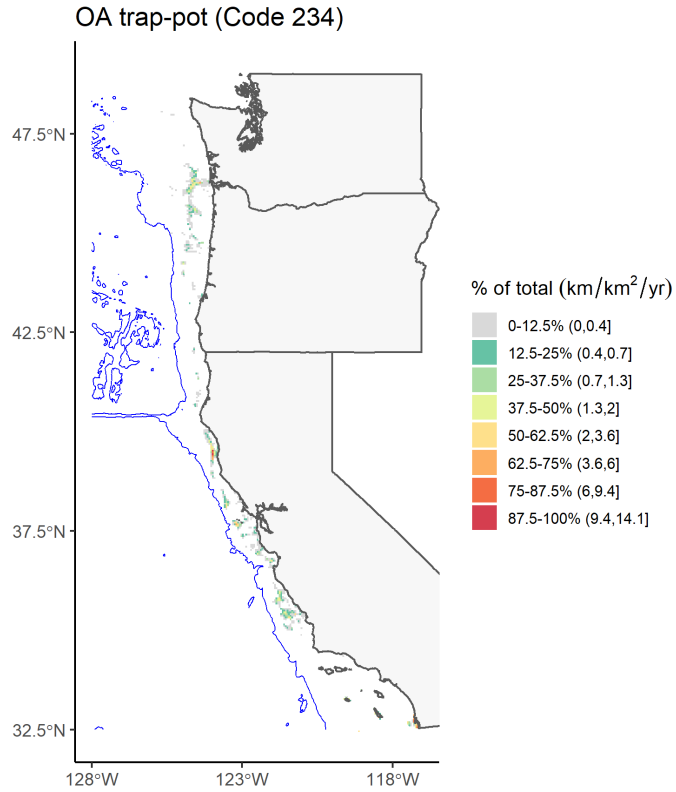 OA trap-pot (Code 234)
47.5°N
42.5°N
37.5°N
32.5°N
128°W
123°W
118°W
% of total (km/km²/yr)
0-12.5% (0,0.4]
12.5-25% (0.4,0.7]
25-37.5% (0.7,1.3]
37.5-50% (1.3,2]
50-62.5% (2,3.6]
62.5-75% (3.6,6]
75-87.5% (6,9.4]
87.5-100% (9.4,14.1]